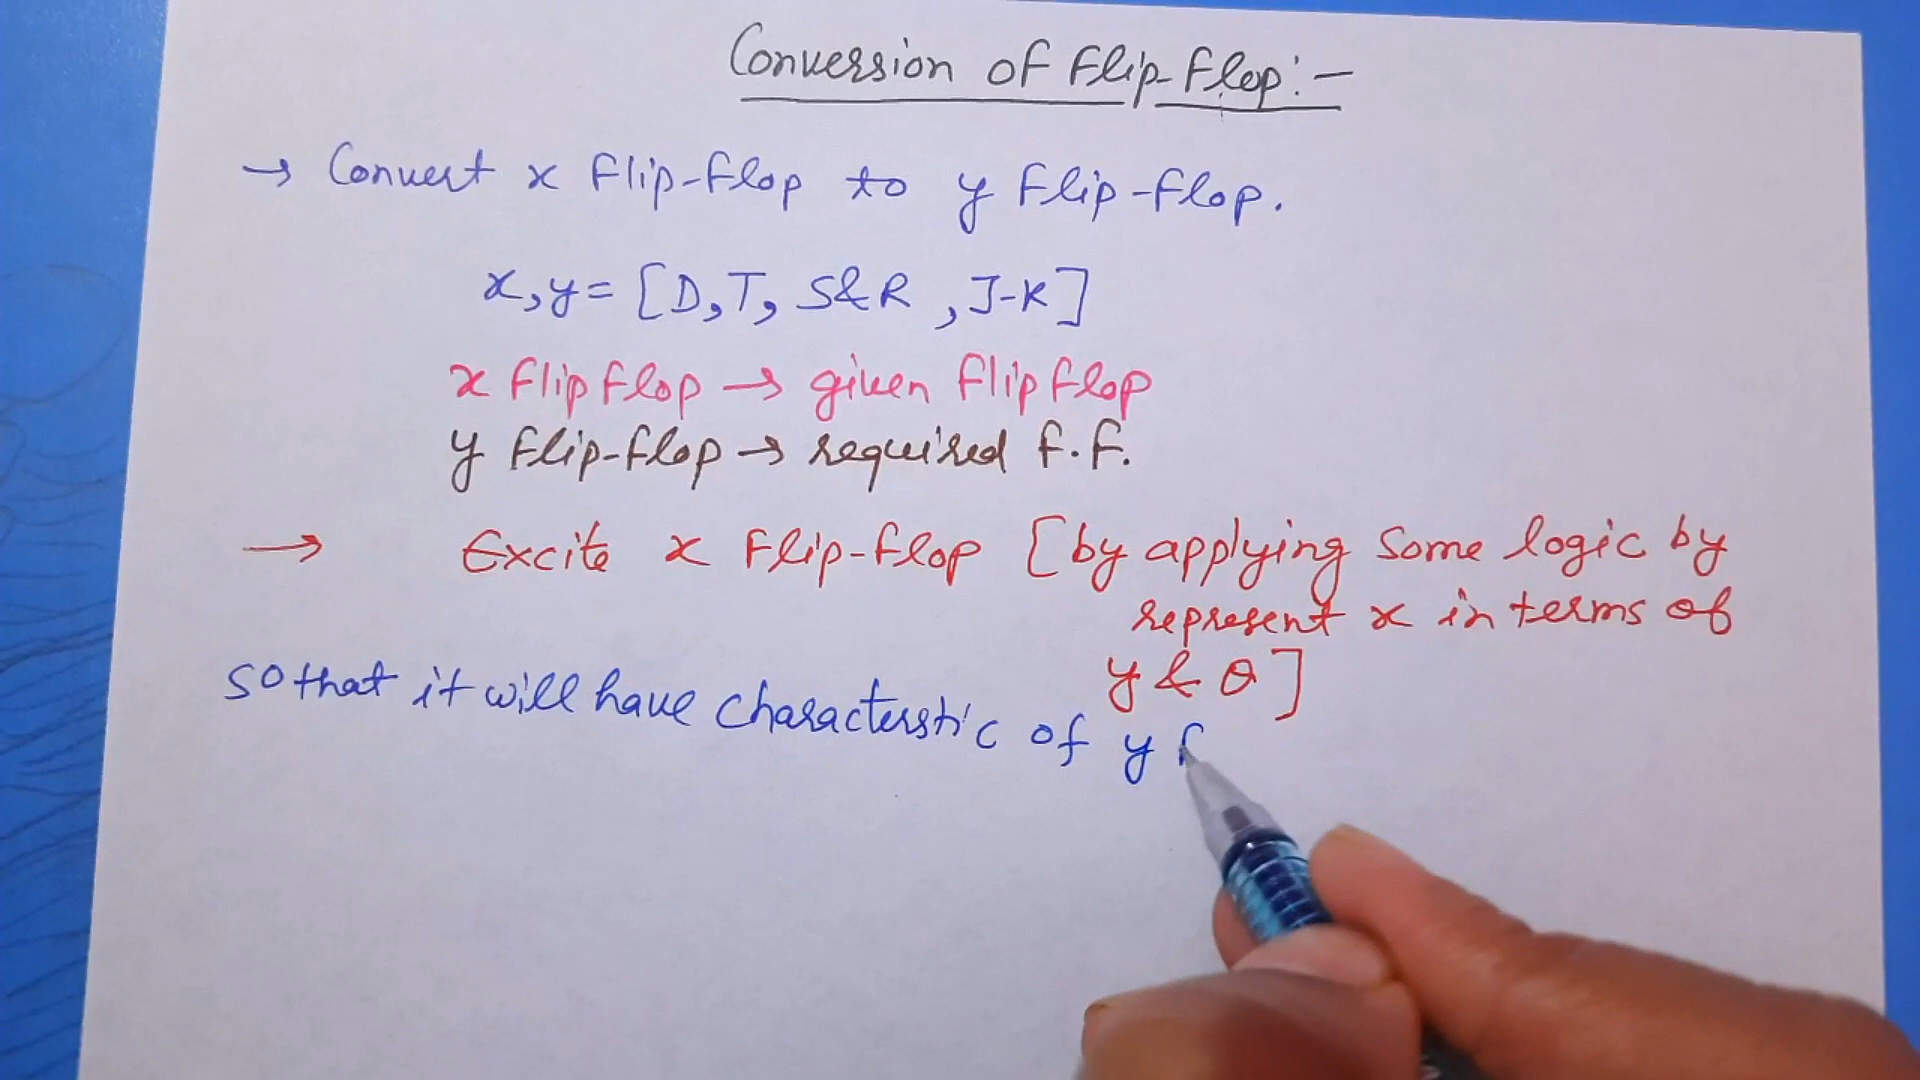 Conversion of Flip-Flop:-
→ Convert x Flip-Flop to y Flip-Flop.
x,y= [D,T, S&R ,J-K]
x Flip Flop → given Flip Flop
y Flip-Flop → required F.F.
→ Excite x Flip-Flop [by applying Some logic by
represent x in terms of
y & Q]
so that it will have characterstic of y F